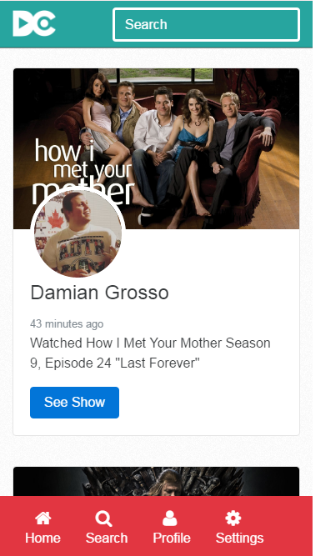 DC
Search
how i
met your
mother
Damian Grosso
43 minutes ago
Watched How I Met Your Mother Season
9, Episode 24 "Last Forever"
See Show
Home Search Profile Settings